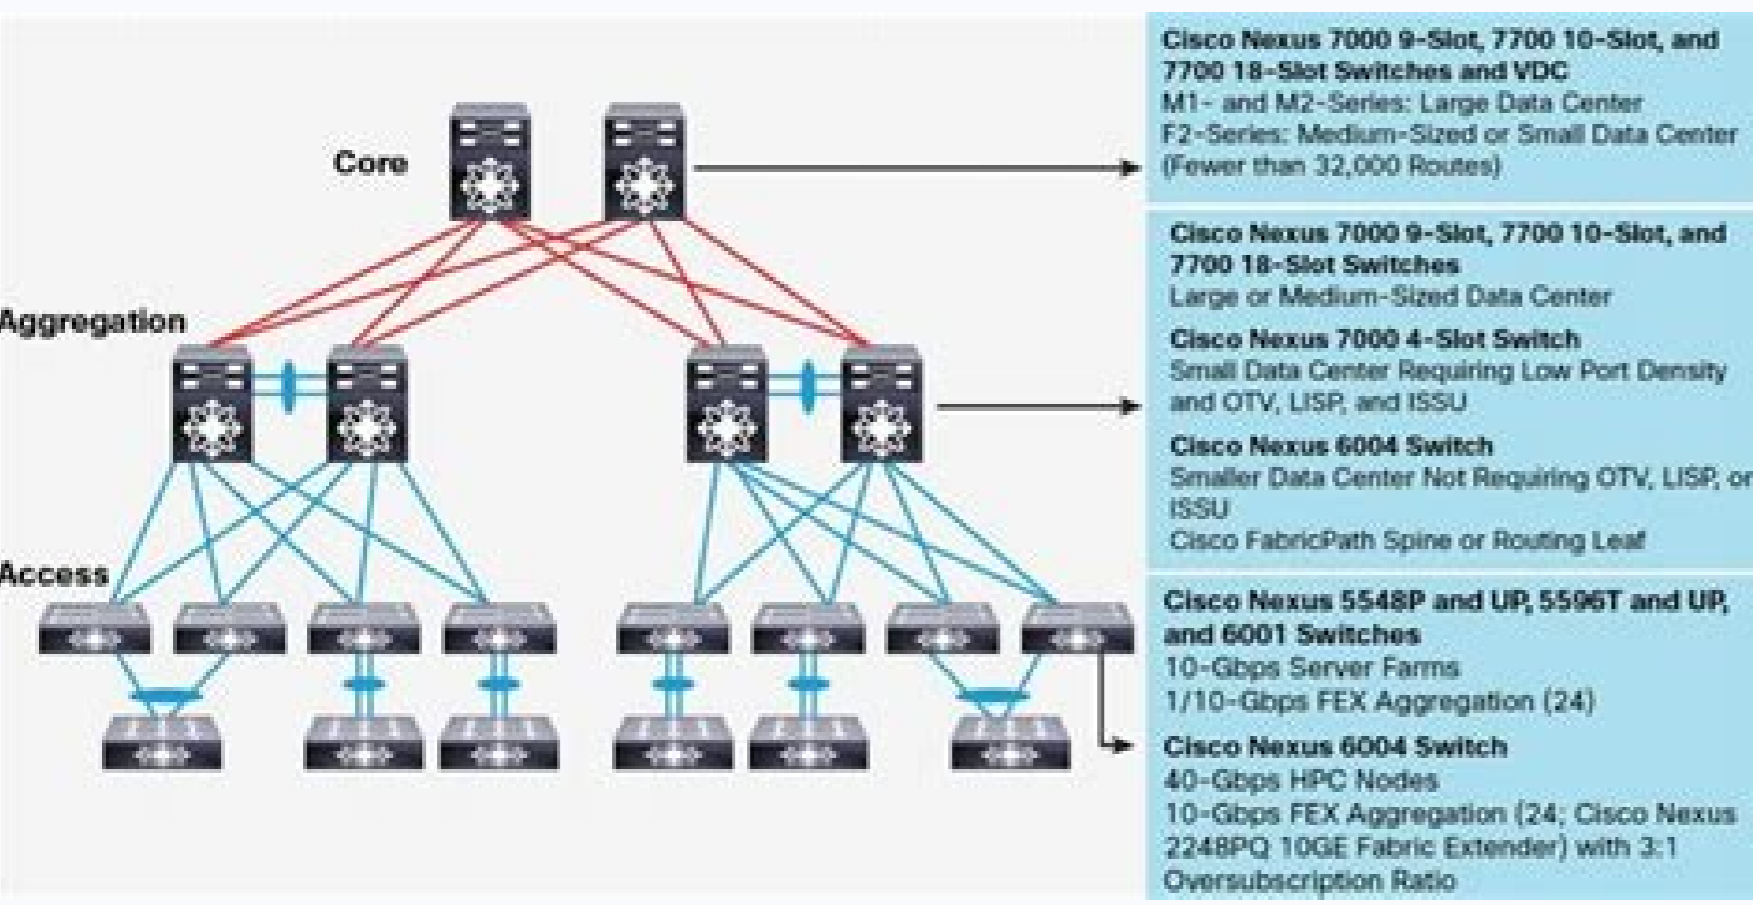 Core
Aggregation
Access
Cisco Nexus 7000 9-Slot, 7700 10-Slot, and
7700 18-Slot Switches and VDC
M1- and M2-Series: Large Data Center
F2-Series: Medium-Sized or Small Data Center
(Fewer than 32,000 Routes)
Cisco Nexus 7000 9-Slot, 7700 10-Slot, and
7700 18-Slot Switches
Large or Medium-Sized Data Center
Cisco Nexus 7000 4-Slot Switch
Small Data Center Requiring Low Port Density
and OTV, LISP, and ISSU
Cisco Nexus 6004 Switch
Smaller Data Center Not Requiring OTV, LISP, or
ISSU
Cisco FabricPath Spine or Routing Leaf
Cisco Nexus 5548P and UP, 5596T and UP,
and 6001 Switches
10-Gbps Server Farms
1/10-Gbps FEX Aggregation (24)
Cisco Nexus 6004 Switch
40-Gbps HPC Nodes
10-Gbps FEX Aggregation (24; Cisco Nexus
2248PQ 10GE Fabric Extender) with 3:1
Oversubscription Ratio